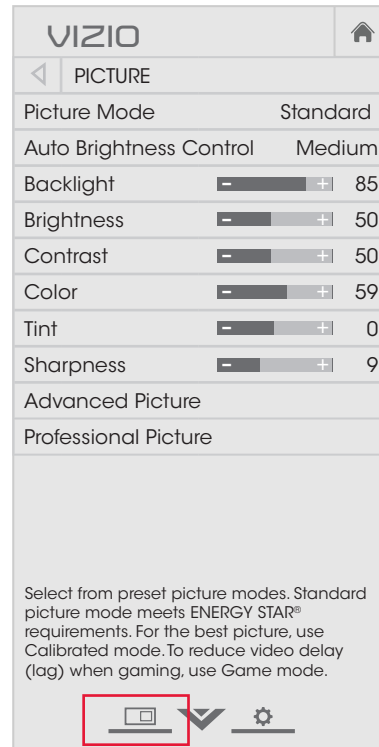 VIZIO
PICTURE
Picture Mode Standard
Auto Brightness Control Medium
Backlight - + 85
Brightness - + 50
Contrast - + 50
Color - + 59
Tint - + 0
Sharpness - + 9
Advanced Picture
Professional Picture
Select from preset picture modes. Standard
picture mode meets ENERGY STAR®
requirements. For the best picture, use
Calibrated mode. To reduce video delay
(lag) when gaming, use Game mode.